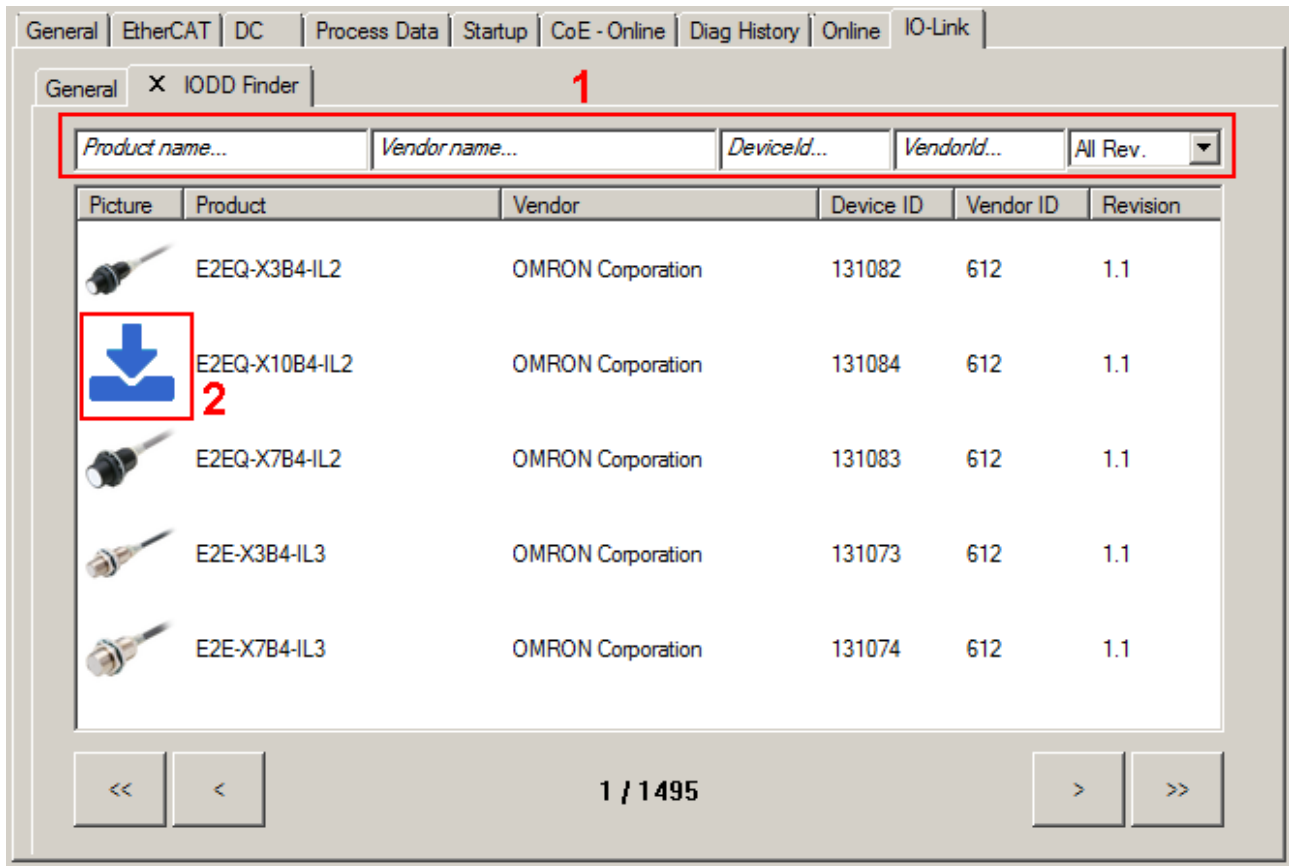 General EtherCAT DC Process Data Startup CoE - Online Diag History Online IO-Link
General X IODD Finder
1
Product name... Vendor name... DeviceId... VendorId... All Rev.
Picture Product Vendor Device ID Vendor ID Revision
E2EQ-X3B4-IL2 OMRON Corporation 131082 612 1.1
E2EQ-X10B4-IL2 OMRON Corporation 131084 612 1.1
2
E2EQ-X7B4-IL2 OMRON Corporation 131083 612 1.1
E2E-X3B4-IL3 OMRON Corporation 131073 612 1.1
E2E-X7B4-IL3 OMRON Corporation 131074 612 1.1
<< < 1 / 1495 > >>